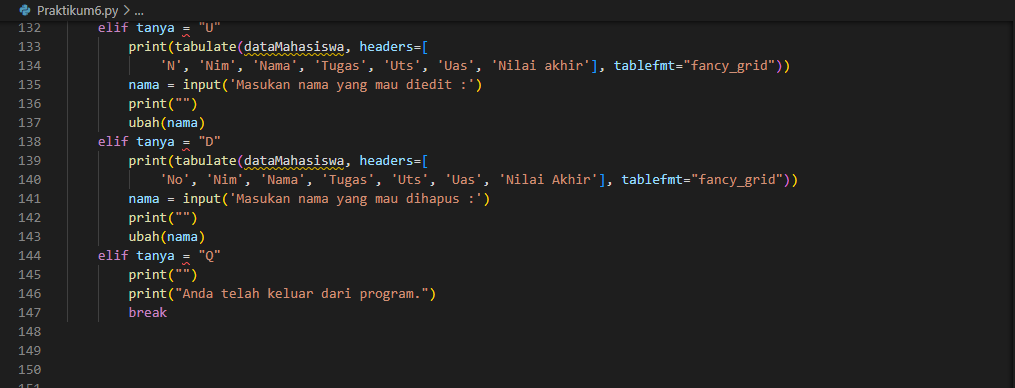 Praktikum6.py > ...
132 elif tanya = "U"
133 print(tabulate(dataMahasiswa, headers=[
134 'N', 'Nim', 'Nama', 'Tugas', 'Uts', 'Uas', 'Nilai akhir'], tablefmt="fancy_grid"))
135 nama = input('Masukan nama yang mau diedit :')
136 print("")
137 ubah(nama)
138 elif tanya = "D"
139 print(tabulate(dataMahasiswa, headers=[
140 'No', 'Nim', 'Nama', 'Tugas', 'Uts', 'Uas', 'Nilai Akhir'], tablefmt="fancy_grid"))
141 nama = input('Masukan nama yang mau dihapus :')
142 print("")
143 ubah(nama)
144 elif tanya = "Q"
145 print("")
146 print("Anda telah keluar dari program.")
147 break
148
149
150
151